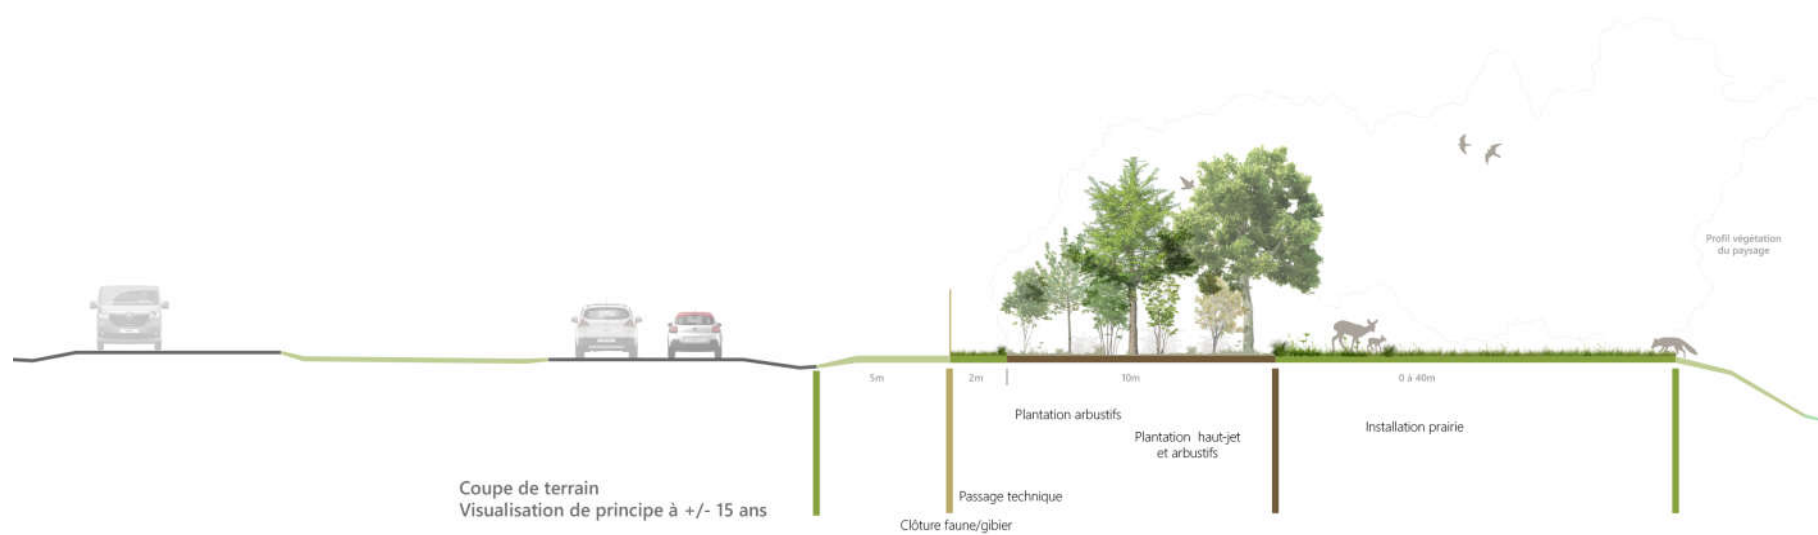 Profil végétation
du paysage
5m
2m
10m
0 à 40m
Plantation arbustifs
Plantation haut-jet
et arbustifs
Installation prairie
Coupe de terrain
Visualisation de principe à +/- 15 ans
Passage technique
Clôture faune/gibier